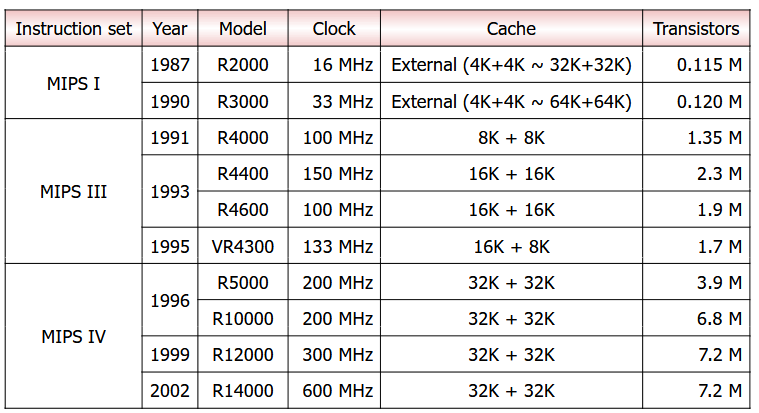 Instruction set Year Model Clock Cache Transistors
MIPS I 1987 R2000 16 MHz External (4K+4K ~ 32K+32K) 0.115 M
1990 R3000 33 MHz External (4K+4K ~ 64K+64K) 0.120 M
MIPS III 1991 R4000 100 MHz 8K + 8K 1.35 M
1993 R4400 150 MHz 16K + 16K 2.3 M
R4600 100 MHz 16K + 16K 1.9 M
1995 VR4300 133 MHz 16K + 8K 1.7 M
MIPS IV 1996 R5000 200 MHz 32K + 32K 3.9 M
R10000 200 MHz 32K + 32K 6.8 M
1999 R12000 300 MHz 32K + 32K 7.2 M
2002 R14000 600 MHz 32K + 32K 7.2 M